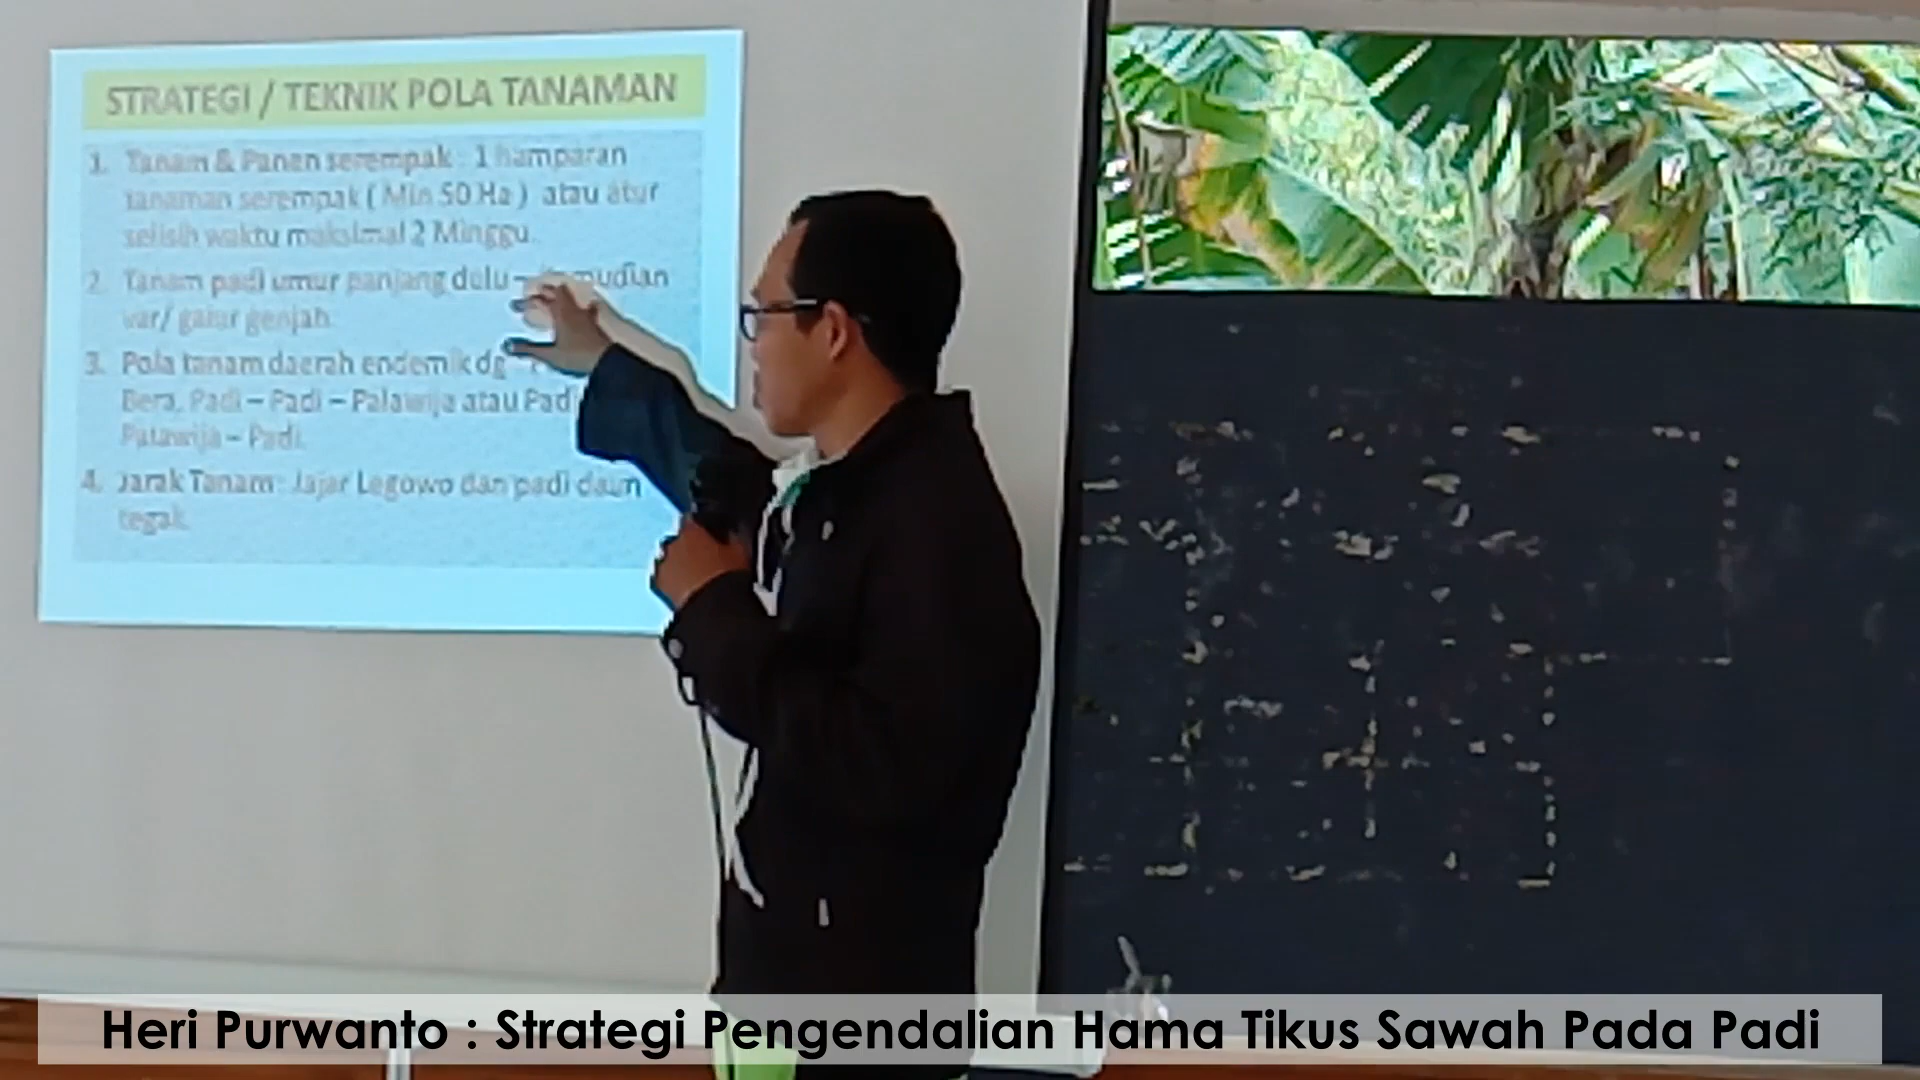 STRATEGI / TEKNIK POLA TANAMAN
1. Tanam & Panen serempak : 1 hamparan
tanaman serempak ( Min 50 Ha ) atau atur
selisih waktu maksimal 2 Minggu.
2. Tanam padi umur panjang dulu –
var/ galur genjah.
3. Pola tanam daerah endemik dg
Bera, Padi – Padi – Palawija atau Padi
Palawija – Padi.
4. Jarak Tanam: Jajar Legowo dan padi daun
tegak.
Heri Purwanto : Strategi Pengendalian Hama Tikus Sawah Pada Padi